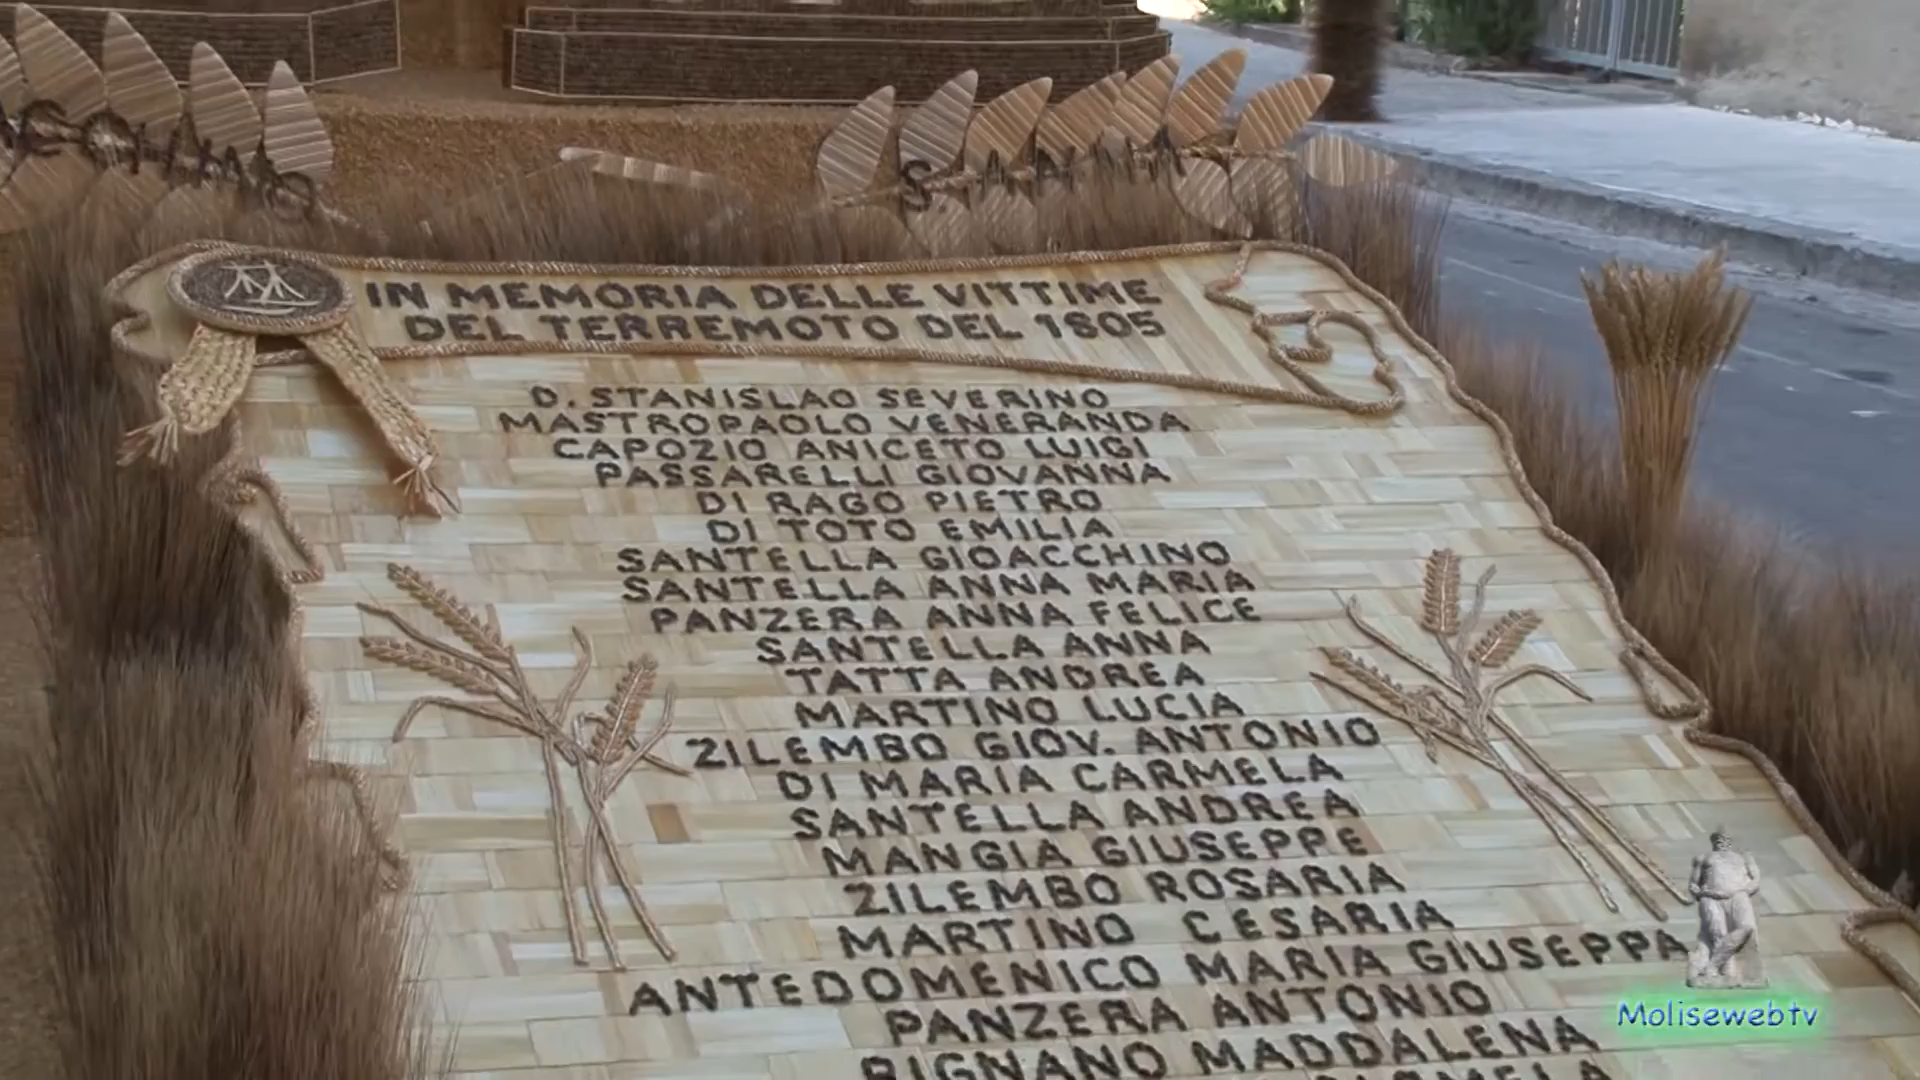 S. ANNA
IN MEMORIA DELLE VITTIME
DEL TERREMOTO DEL 1805
D. STANISLAO SEVERINO
MASTROPAOLO VENERANDA
CAPOZIO ANICETO LUIGI
PASSARELLI GIOVANNA
DI RAGO PIETRO
DI TOTO EMILIA
SANTELLA GIOACCHINO
SANTELLA ANNA MARIA
PANZERA ANNA FELICE
SANTELLA ANNA
TATTA ANDREA
MARTINO LUCIA
ZILEMBO GIOV. ANTONIO
DI MARIA CARMELA
SANTELLA ANDREA
MANGIA GIUSEPPE
ZILEMBO ROSARIA
MARTINO CESARIA
ANTEDOMENICO MARIA GIUSEPPA
PANZERA ANTONIO
RIGNANO MADDALENA
Molisewebtv